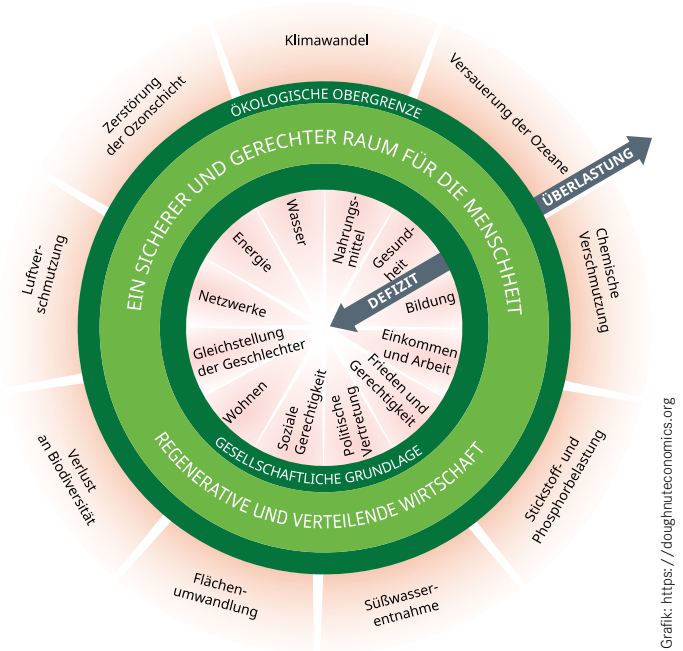 Klimawandel
Versauerung der Ozeane
Chemische
Verschmutzung
Stickstoff- und
Phosphorbelastung
Süßwasser-
entnahme
Flächen-
umwandlung
Verlust
an Biodiversität
Luftver-
schmutzung
Zerstörung
der Ozonschicht
ÜBERLASTUNG
ÖKOLOGISCHE OBERGRENZE
EIN SICHERER UND GERECHTER RAUM FÜR DIE MENSCHHEIT
REGENERATIVE UND VERTEILENDE WIRTSCHAFT
GESELLSCHAFTLICHE GRUNDLAGE
Wasser
Nahrungs-
mittel
Gesund-
heit
DEFIZIT
Bildung
Einkommen
und Arbeit
Frieden und
Gerechtigkeit
Politische
Vertretung
Soziale
Gerechtigkeit
Wohnen
Gleichstellung
der Geschlechter
Netzwerke
Energie
Grafik: https://doughnuteconomics.org